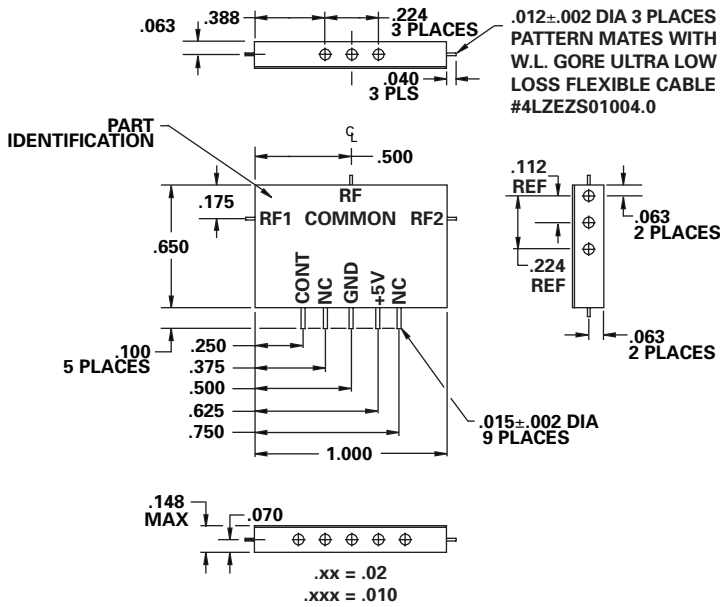 .063
.388
.224
3 PLACES
.040
3 PLS
.012±.002 DIA 3 PLACES
PATTERN MATES WITH
W.L. GORE ULTRA LOW
LOSS FLEXIBLE CABLE
#4LZEZS01004.0
PART
IDENTIFICATION
℄
.500
.175
.650
RF
RF1 COMMON RF2
CONT
NC
GND
+5V
NC
.112
REF
.063
2 PLACES
.224
REF
.063
2 PLACES
.100
5 PLACES
.250
.375
.500
.625
.750
1.000
.015±.002 DIA
9 PLACES
.148
MAX
.070
.xx = .02
.xxx = .010